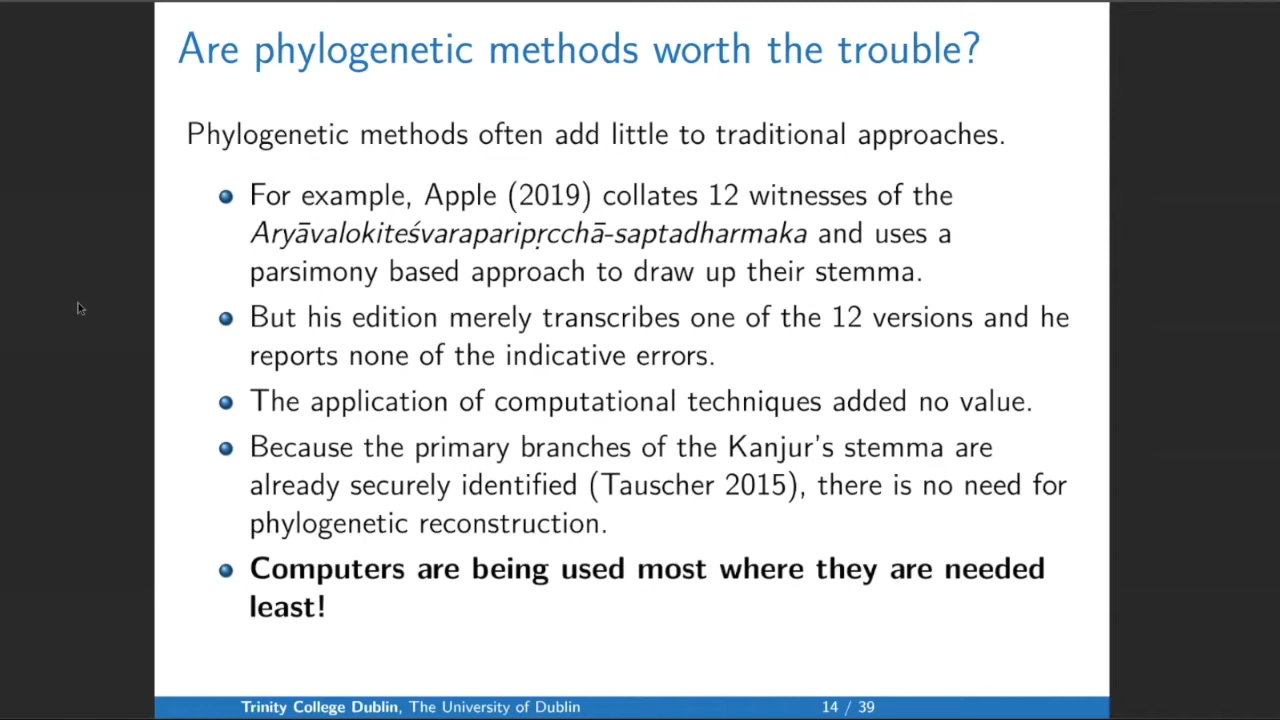 Are phylogenetic methods worth the trouble?
Phylogenetic methods often add little to traditional approaches.
For example, Apple (2019) collates 12 witnesses of the
Aryāvalokiteśvaraparipṛcchā-saptadharmaka and uses a
parsimony based approach to draw up their stemma.
But his edition merely transcribes one of the 12 versions and he
reports none of the indicative errors.
The application of computational techniques added no value.
Because the primary branches of the Kanjur's stemma are
already securely identified (Tauscher 2015), there is no need for
phylogenetic reconstruction.
Computers are being used most where they are needed
least!
Trinity College Dublin, The University of Dublin 14 / 39